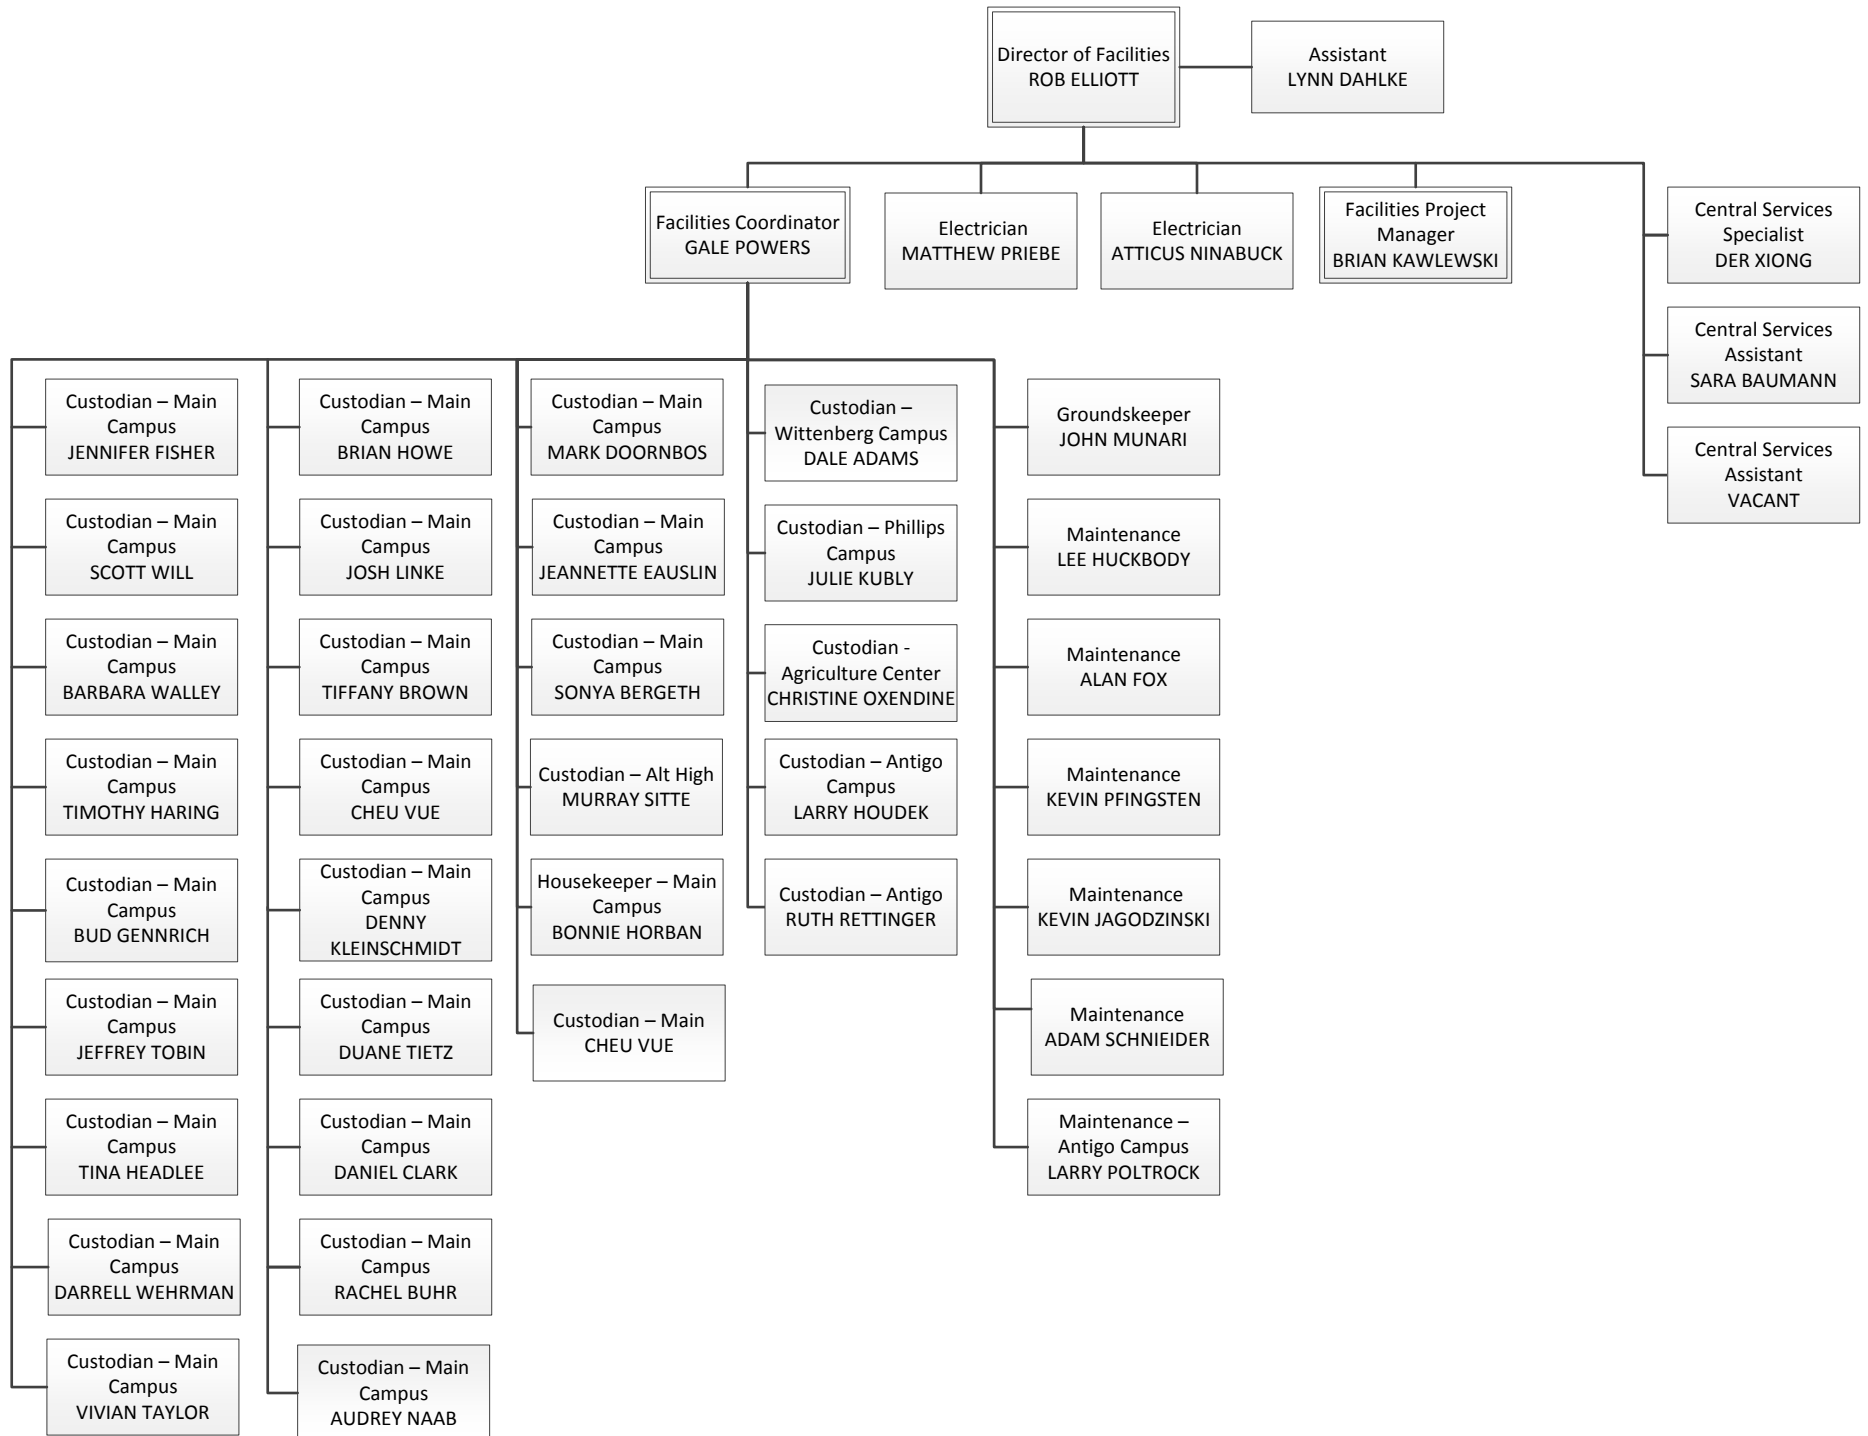 Director of Facilities
ROB ELLIOTT
Assistant
LYNN DAHLKE
Facilities Coordinator
GALE POWERS
Electrician
MATTHEW PRIEBE
Electrician
ATTICUS NINABUCK
Facilities Project
Manager
BRIAN KAWLEWSKI
Central Services
Specialist
DER XIONG
Central Services
Assistant
SARA BAUMANN
Central Services
Assistant
VACANT
Custodian – Main
Campus
JENNIFER FISHER
Custodian – Main
Campus
SCOTT WILL
Custodian – Main
Campus
BARBARA WALLEY
Custodian – Main
Campus
TIMOTHY HARING
Custodian – Main
Campus
BUD GENNRICH
Custodian – Main
Campus
JEFFREY TOBIN
Custodian – Main
Campus
TINA HEADLEE
Custodian – Main
Campus
DARRELL WEHRMAN
Custodian – Main
Campus
VIVIAN TAYLOR
Custodian – Main
Campus
BRIAN HOWE
Custodian – Main
Campus
JOSH LINKE
Custodian – Main
Campus
TIFFANY BROWN
Custodian – Main
Campus
CHEU VUE
Custodian – Main
Campus
DENNY
KLEINSCHMIDT
Custodian – Main
Campus
DUANE TIETZ
Custodian – Main
Campus
DANIEL CLARK
Custodian – Main
Campus
RACHEL BUHR
Custodian – Main
Campus
AUDREY NAAB
Custodian – Main
Campus
MARK DOORNBOS
Custodian – Main
Campus
JEANNETTE EAUSLIN
Custodian – Main
Campus
SONYA BERGETH
Custodian – Alt High
MURRAY SITTE
Housekeeper – Main
Campus
BONNIE HORBAN
Custodian – Main
CHEU VUE
Custodian –
Wittenberg Campus
DALE ADAMS
Custodian – Phillips
Campus
JULIE KUBLY
Custodian -
Agriculture Center
CHRISTINE OXENDINE
Custodian – Antigo
Campus
LARRY HOUDEK
Custodian – Antigo
RUTH RETTINGER
Groundskeeper
JOHN MUNARI
Maintenance
LEE HUCKBODY
Maintenance
ALAN FOX
Maintenance
KEVIN PFINGSTEN
Maintenance
KEVIN JAGODZINSKI
Maintenance
ADAM SCHNIEIDER
Maintenance –
Antigo Campus
LARRY POLTROCK